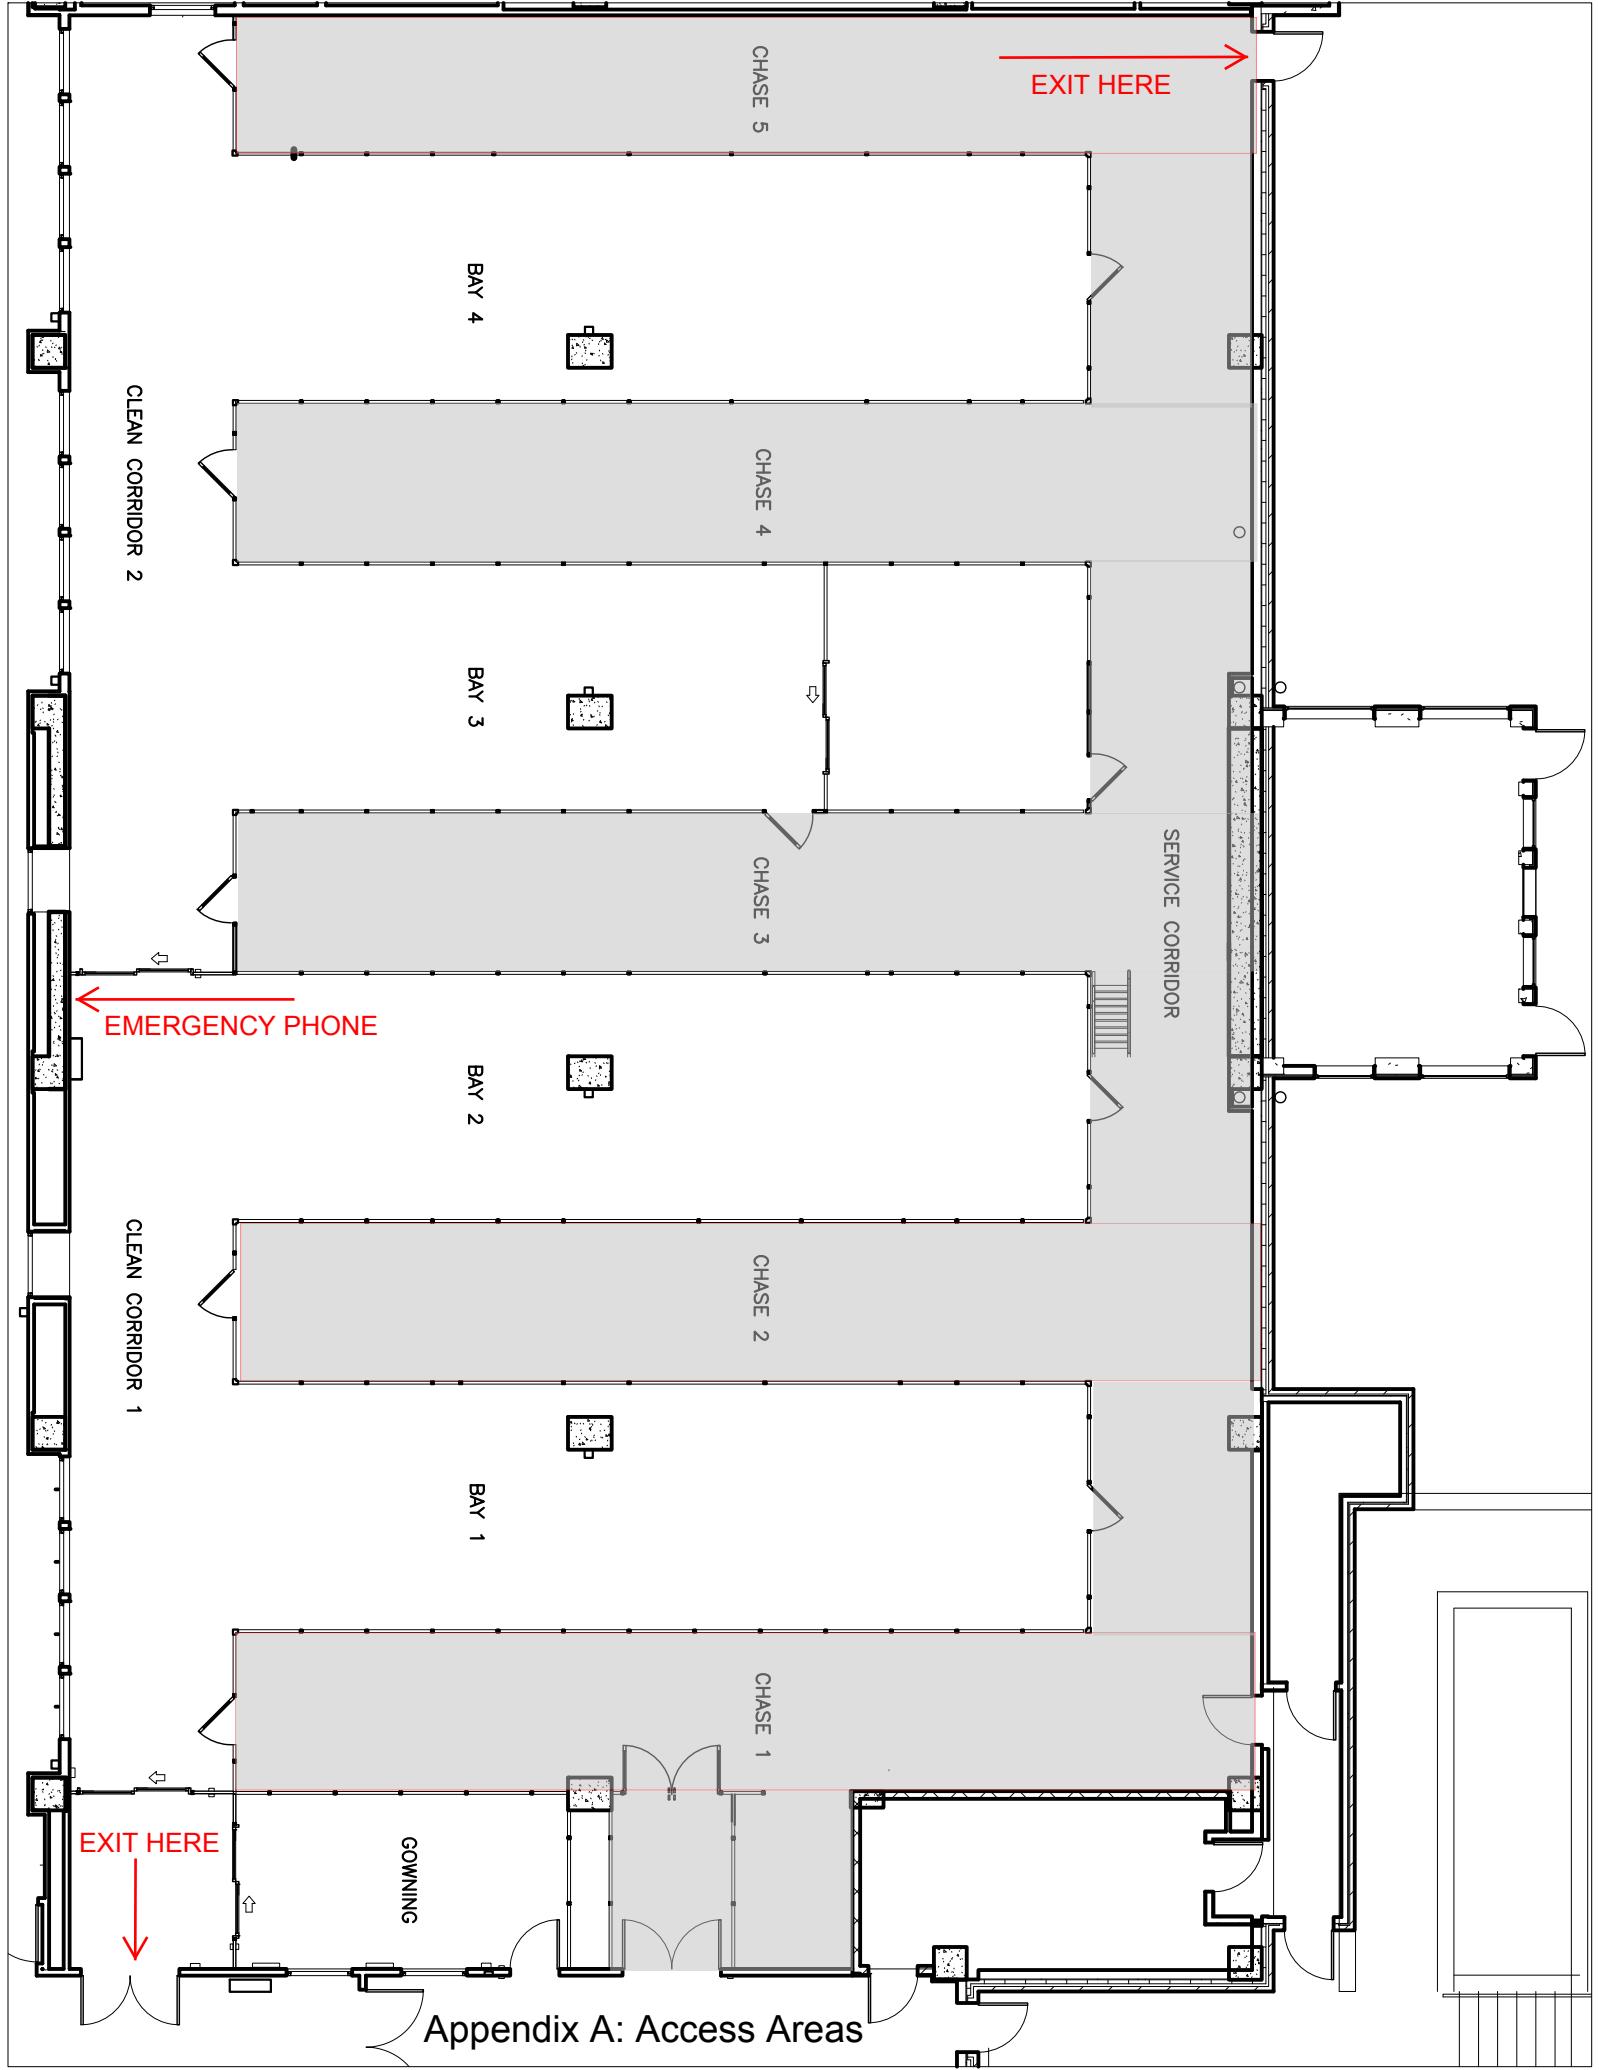 CHASE 5
EXIT HERE
BAY 4
CLEAN CORRIDOR 2
CHASE 4
BAY 3
SERVICE CORRIDOR
CHASE 3
EMERGENCY PHONE
BAY 2
CLEAN CORRIDOR 1
CHASE 2
BAY 1
CHASE 1
EXIT HERE
GOWNING
Appendix A: Access Areas